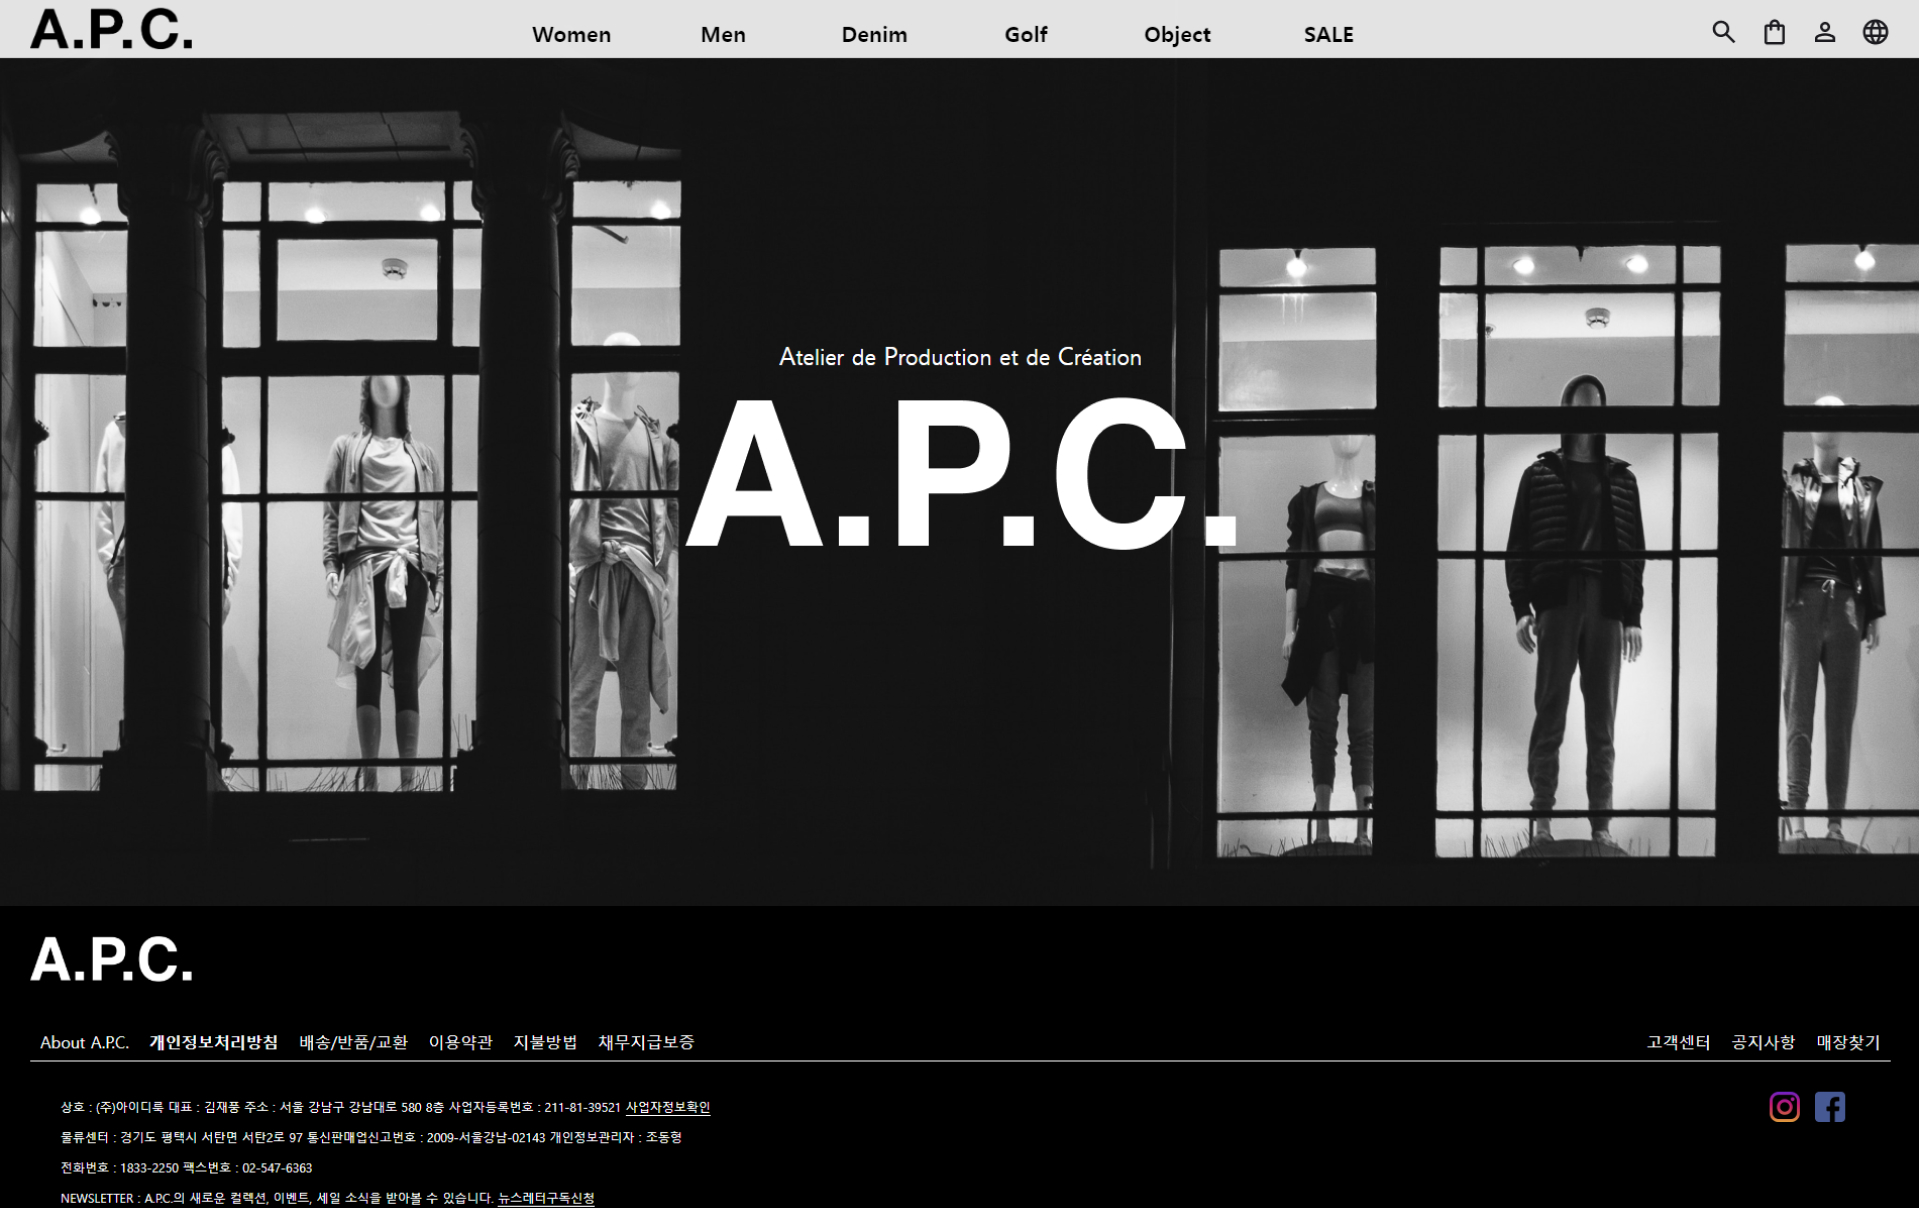 A.P.C.
Women Men Denim Golf Object SALE
Atelier de Production et de Création
A.P.C.
A.P.C.
About A.P.C. 개인정보처리방침 배송/반품/교환 이용약관 지불방법 채무지급보증 고객센터 공지사항 매장찾기
상호 : (주)아이디룩 대표 : 김재풍 주소 : 서울 강남구 강남대로 580 8층 사업자등록번호 : 211-81-39521 사업자정보확인
물류센터 : 경기도 평택시 서탄면 서탄2로 97 통신판매업신고번호 : 2009-서울강남-02143 개인정보관리자 : 조동형
전화번호 : 1833-2250 팩스번호 : 02-547-6363
NEWSLETTER : A.P.C.의 새로운 컬렉션, 이벤트, 세일 소식을 받아볼 수 있습니다. 뉴스레터구독신청